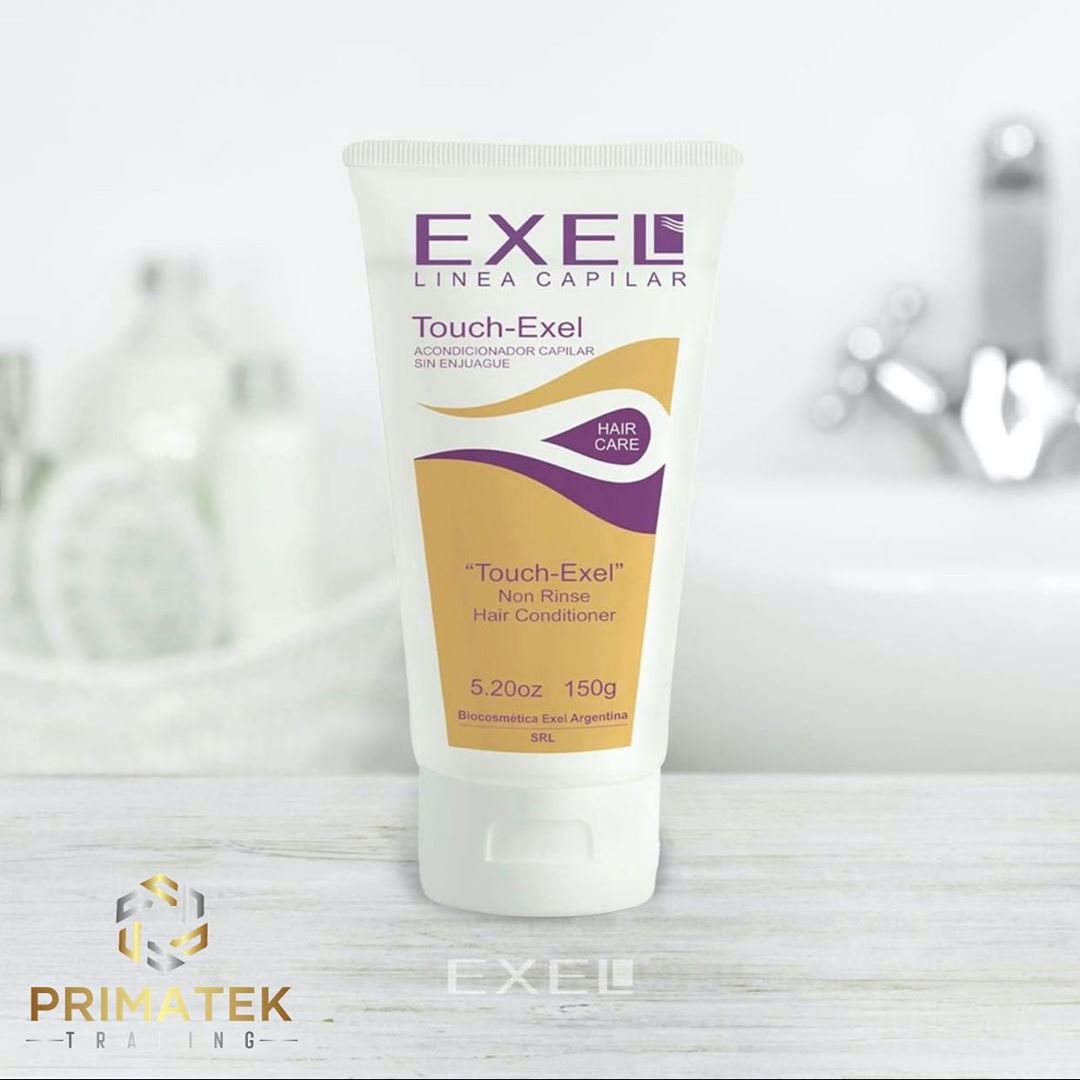 EXEL
LINEA CAPILAR
Touch-Exel
ACONDICIONADOR CAPILAR
SIN ENJUAGUE
HAIR
CARE
“Touch-Exel”
Non Rinse
Hair Conditioner
5.20oz 150g
Biocosmética Exel Argentina
SRL
EXEL
PRIMATEK
TRADING